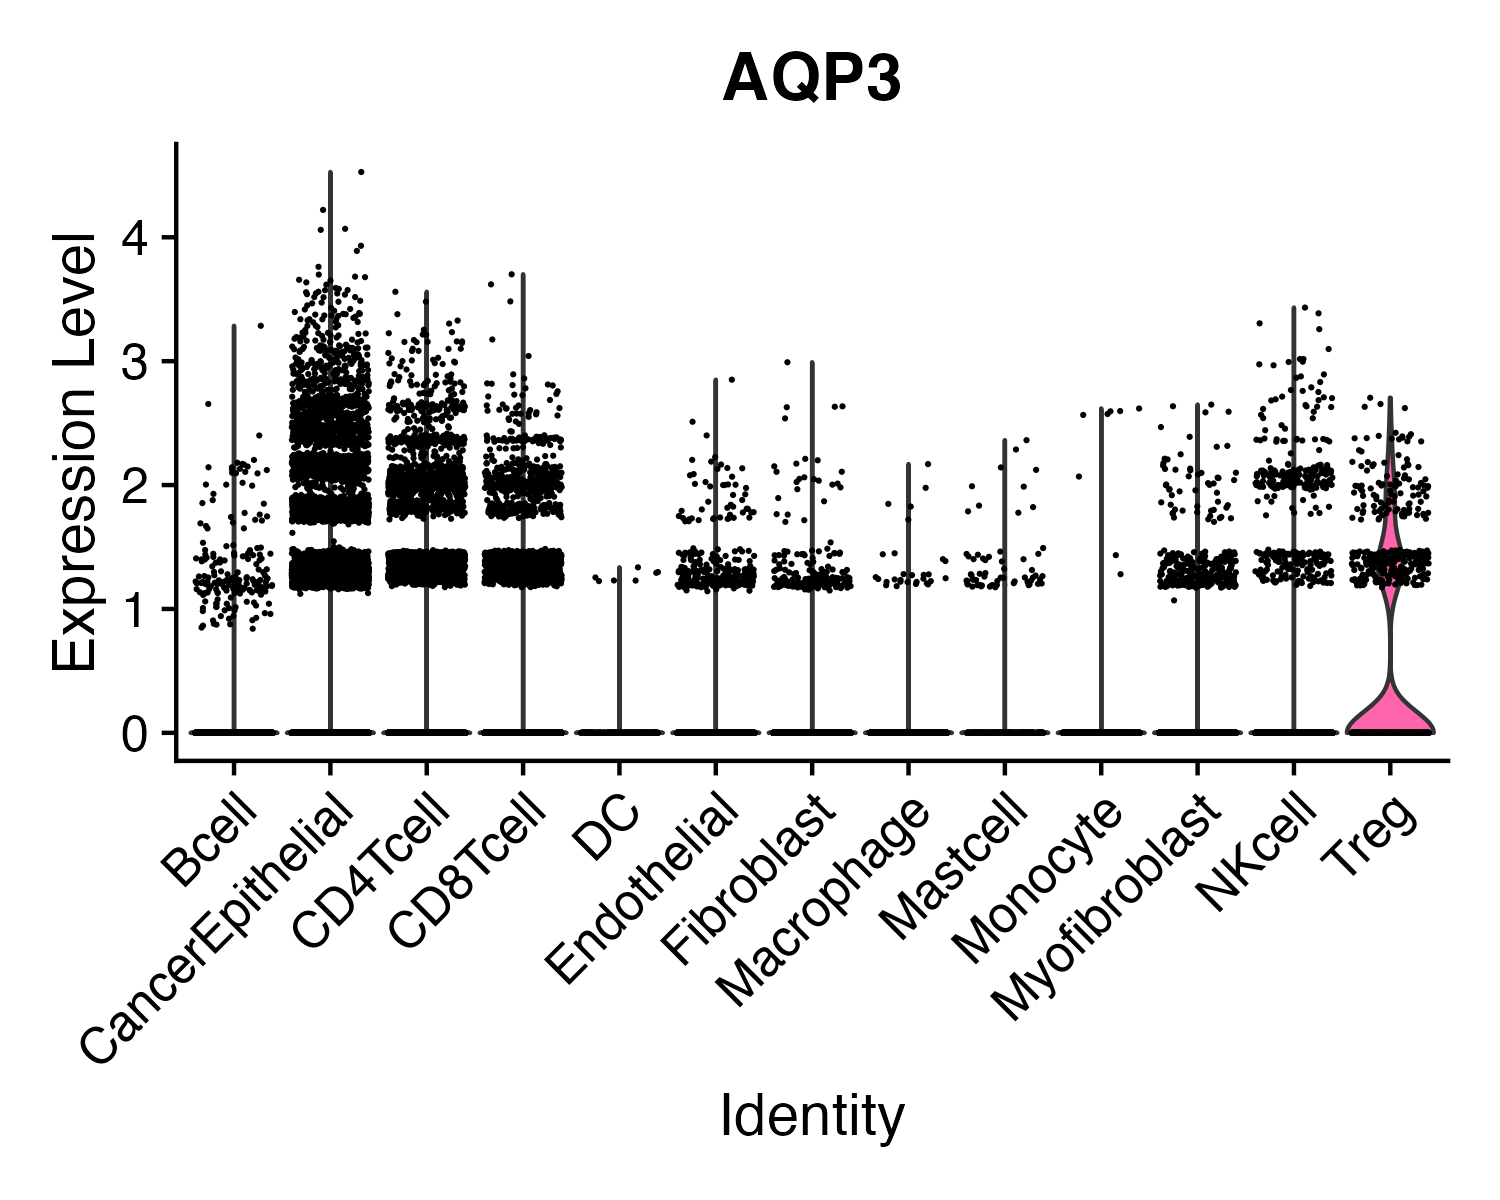 AQP3
Expression Level
4
3
2
1
0
Bcell
CancerEpithelial
CD4Tcell
CD8Tcell
DC
Endothelial
Fibroblast
Macrophage
Mastcell
Monocyte
Myofibroblast
NKcell
Treg
Identity